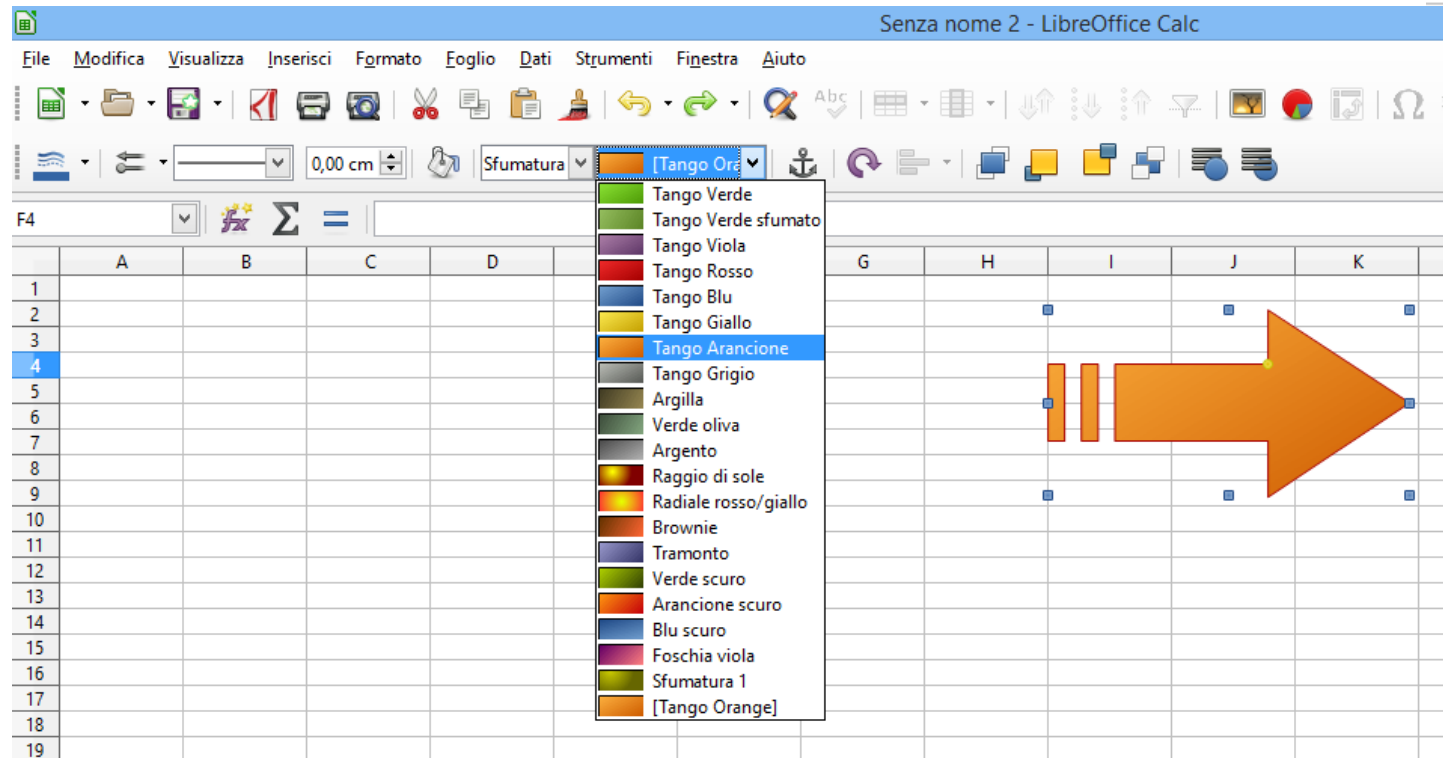 Senza nome 2 - LibreOffice Calc
File Modifica Visualizza Inserisci Formato Foglio Dati Strumenti Finestra Aiuto
Abc Ω
0,00 cm Sfumatura [Tango Ora
F4 fx Σ =
A B C D G H I J K
Tango Verde
Tango Verde sfumato
Tango Viola
Tango Rosso
Tango Blu
Tango Giallo
Tango Arancione
Tango Grigio
Argilla
Verde oliva
Argento
Raggio di sole
Radiale rosso/giallo
Brownie
Tramonto
Verde scuro
Arancione scuro
Blu scuro
Foschia viola
Sfumatura 1
[Tango Orange]
1
2
3
4
5
6
7
8
9
10
11
12
13
14
15
16
17
18
19